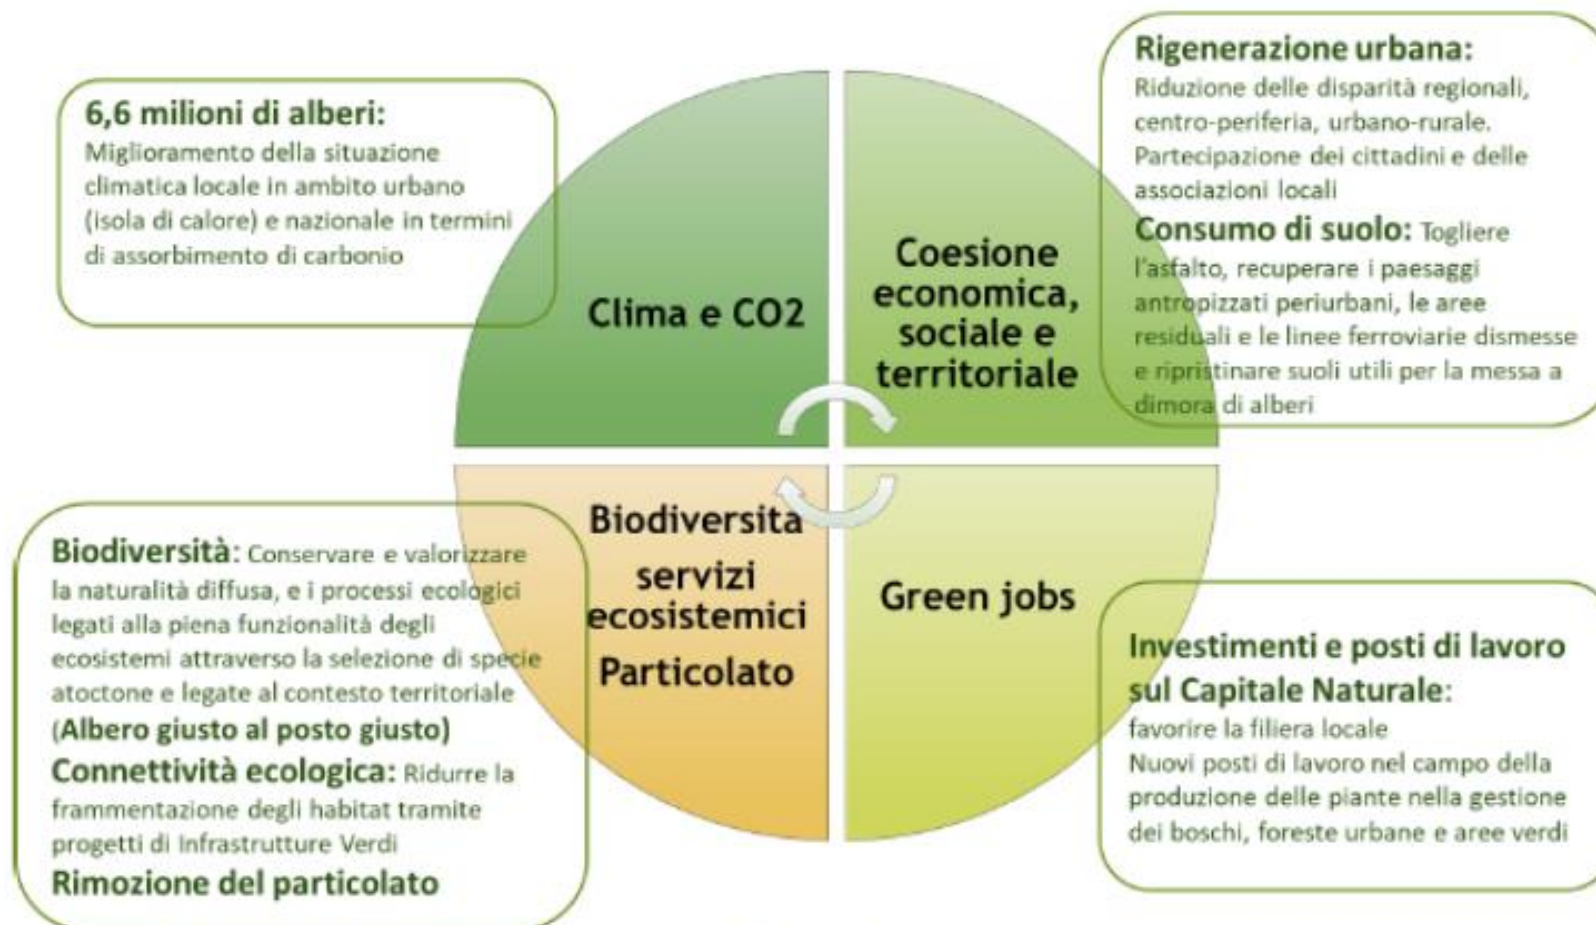 6,6 milioni di alberi:
Miglioramento della situazione
climatica locale in ambito urbano
(isola di calore) e nazionale in termini
di assorbimento di carbonio
Clima e CO2
Coesione
economica,
sociale e
territoriale
Rigenerazione urbana:
Riduzione delle disparità regionali,
centro-periferia, urbano-rurale.
Partecipazione dei cittadini e delle
associazioni locali
Consumo di suolo: Togliere
l'asfalto, recuperare i paesaggi
antropizzati periurbani, le aree
residuali e le linee ferroviarie dismesse
e ripristinare suoli utili per la messa a
dimora di alberi
Biodiversità: Conservare e valorizzare
la naturalità diffusa, e i processi ecologici
legati alla piena funzionalità degli
ecosistemi attraverso la selezione di specie
atoctone e legate al contesto territoriale
(Albero giusto al posto giusto)
Connettività ecologica: Ridurre la
frammentazione degli habitat tramite
progetti di Infrastrutture Verdi
Rimozione del particolato
Biodiversita
servizi
ecosistemici
Particolato
Green jobs
Investimenti e posti di lavoro
sul Capitale Naturale:
favorire la filiera locale
Nuovi posti di lavoro nel campo della
produzione delle piante nella gestione
dei boschi, foreste urbane e aree verdi